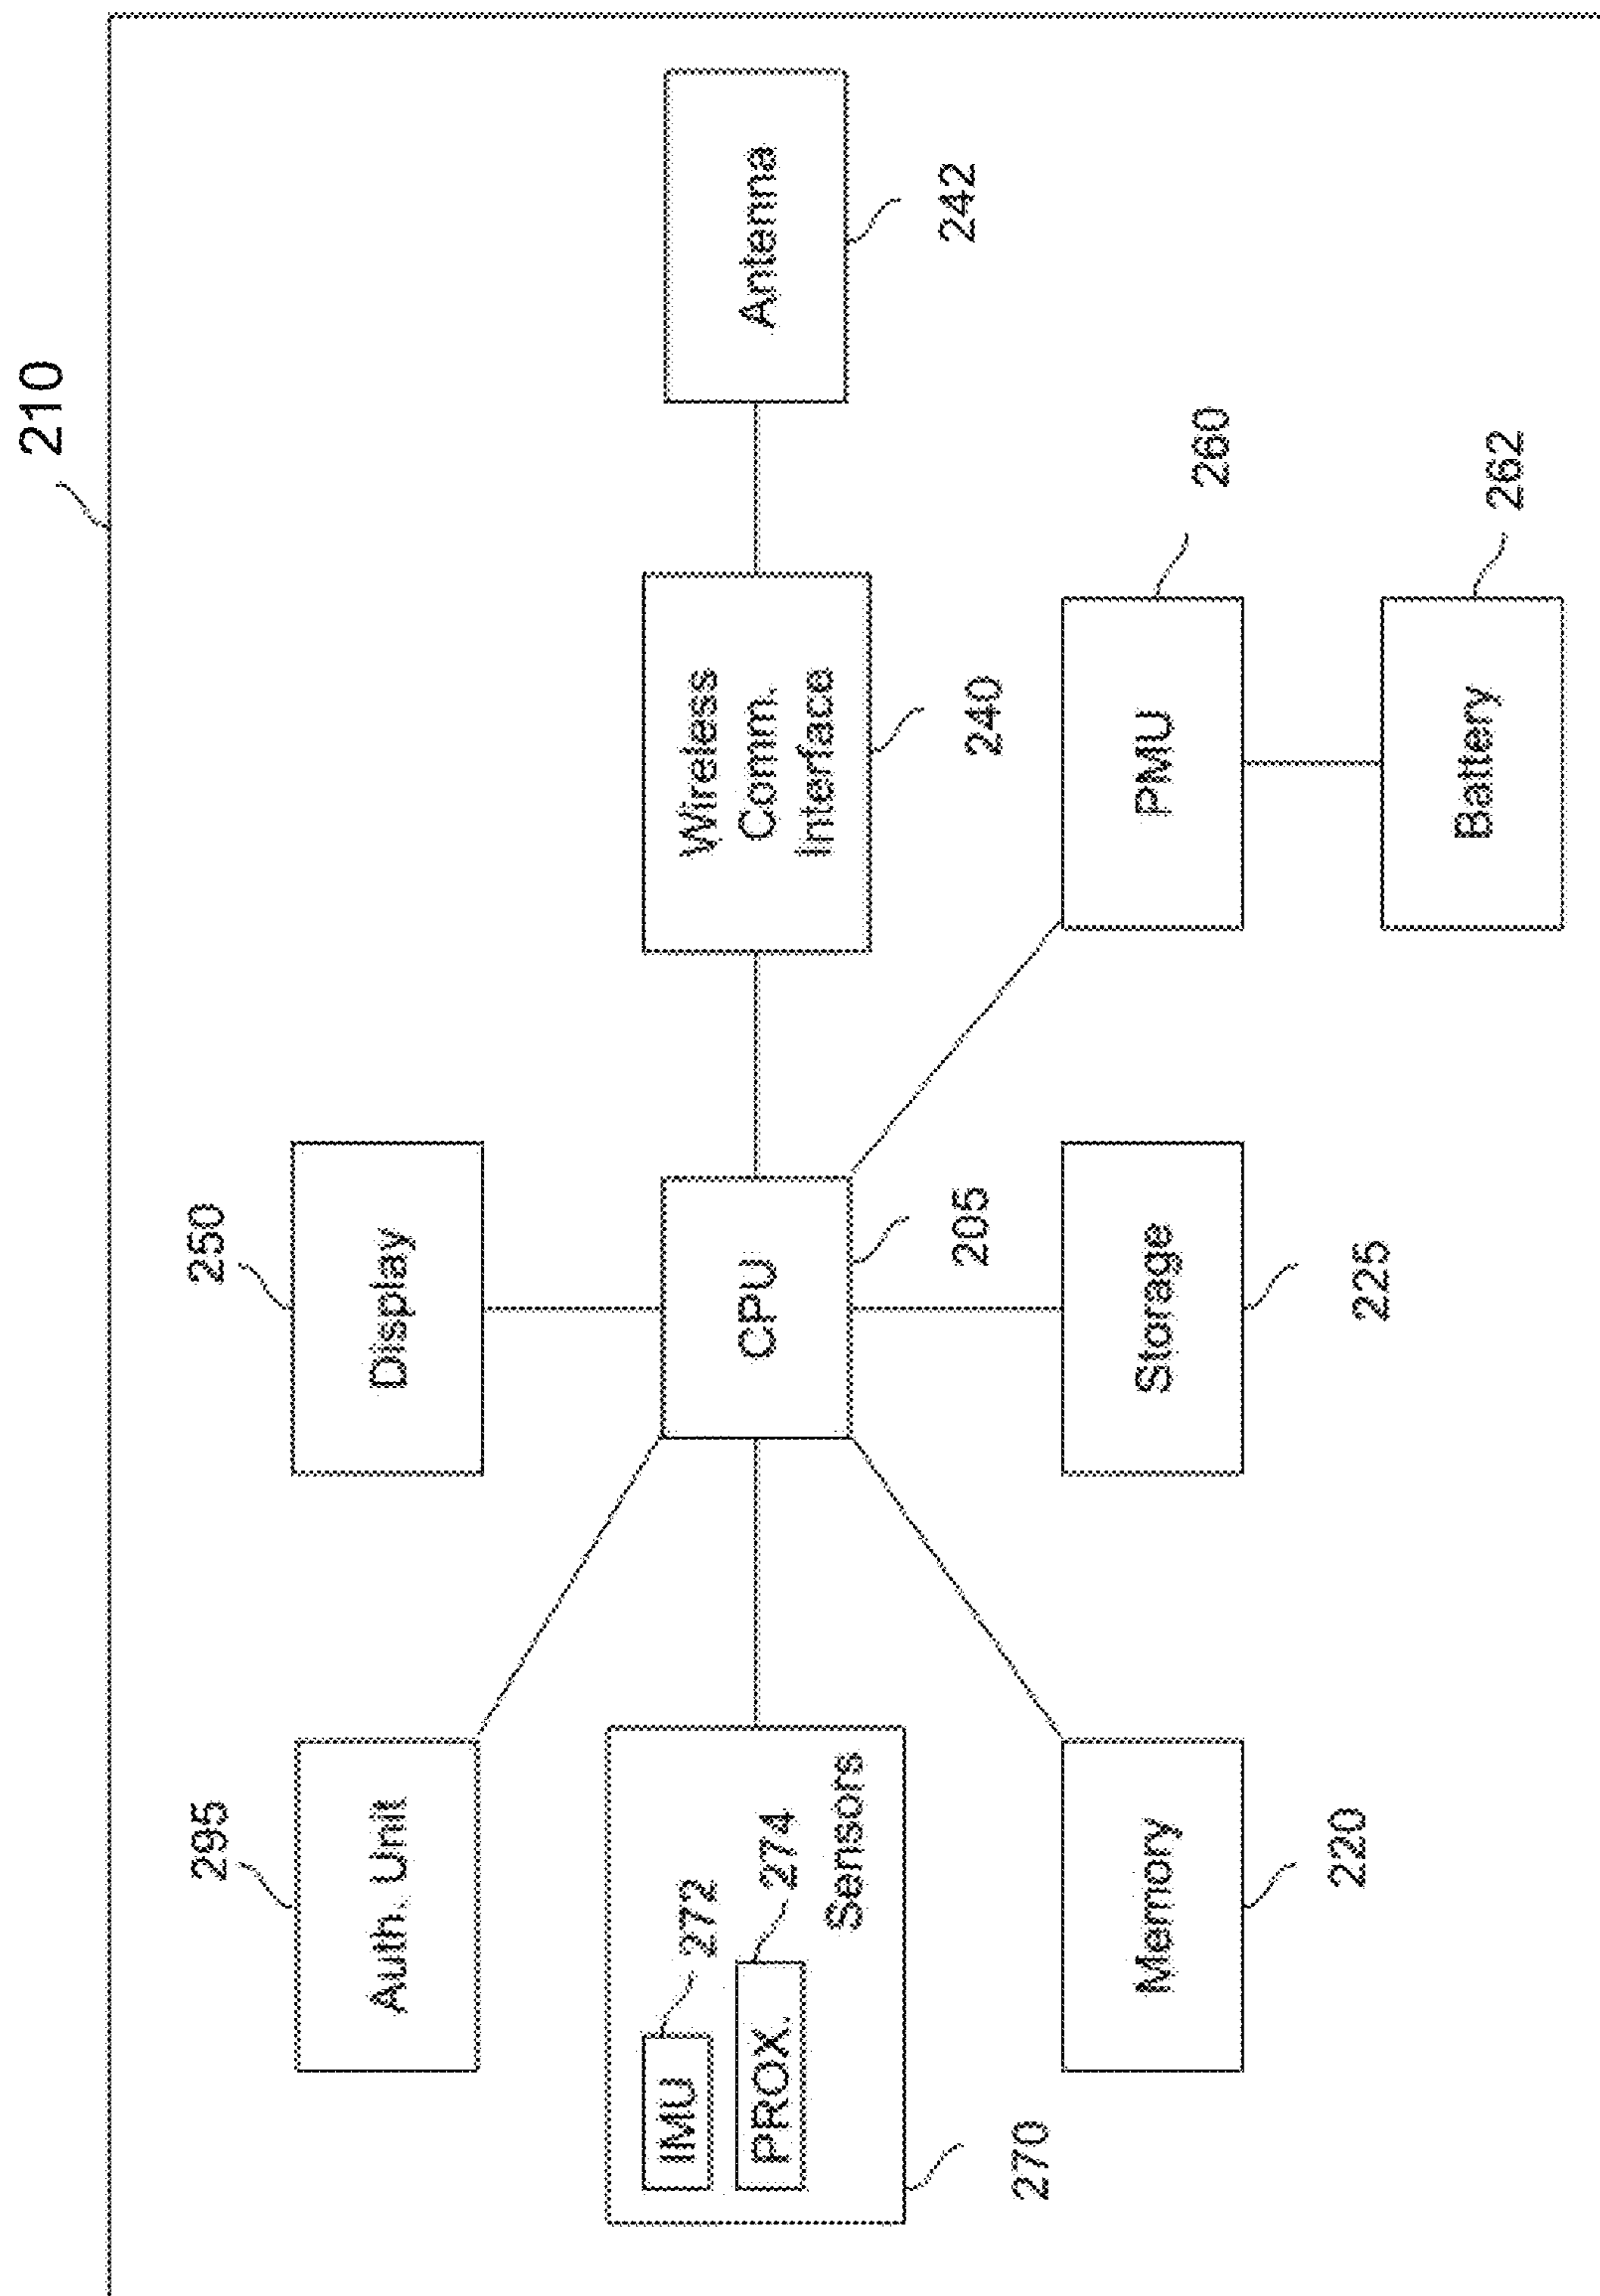 210
295
Auth. Unit
250
Display
IMU
272
PROX.
274
Sensors
270
CPU
205
Wireless
Comm.
Interface
240
Antenna
242
Memory
220
Storage
225
PMU
260
Battery
262